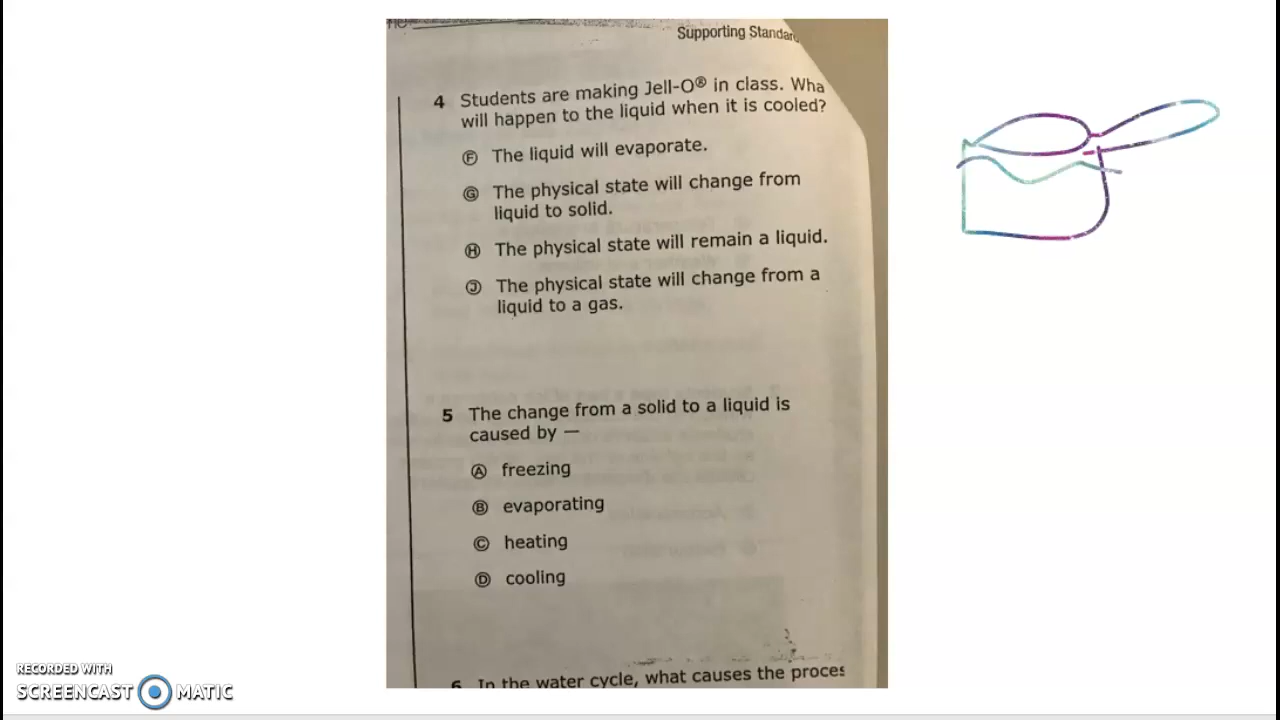 Supporting Standar
4 Students are making Jell-O® in class. Wha
will happen to the liquid when it is cooled?
Ⓕ The liquid will evaporate.
Ⓖ The physical state will change from
liquid to solid.
Ⓗ The physical state will remain a liquid.
Ⓙ The physical state will change from a
liquid to a gas.
5 The change from a solid to a liquid is
caused by —
Ⓐ freezing
Ⓑ evaporating
Ⓒ heating
Ⓓ cooling
6 In the water cycle, what causes the proces
RECORDED WITH
SCREENCAST MATIC